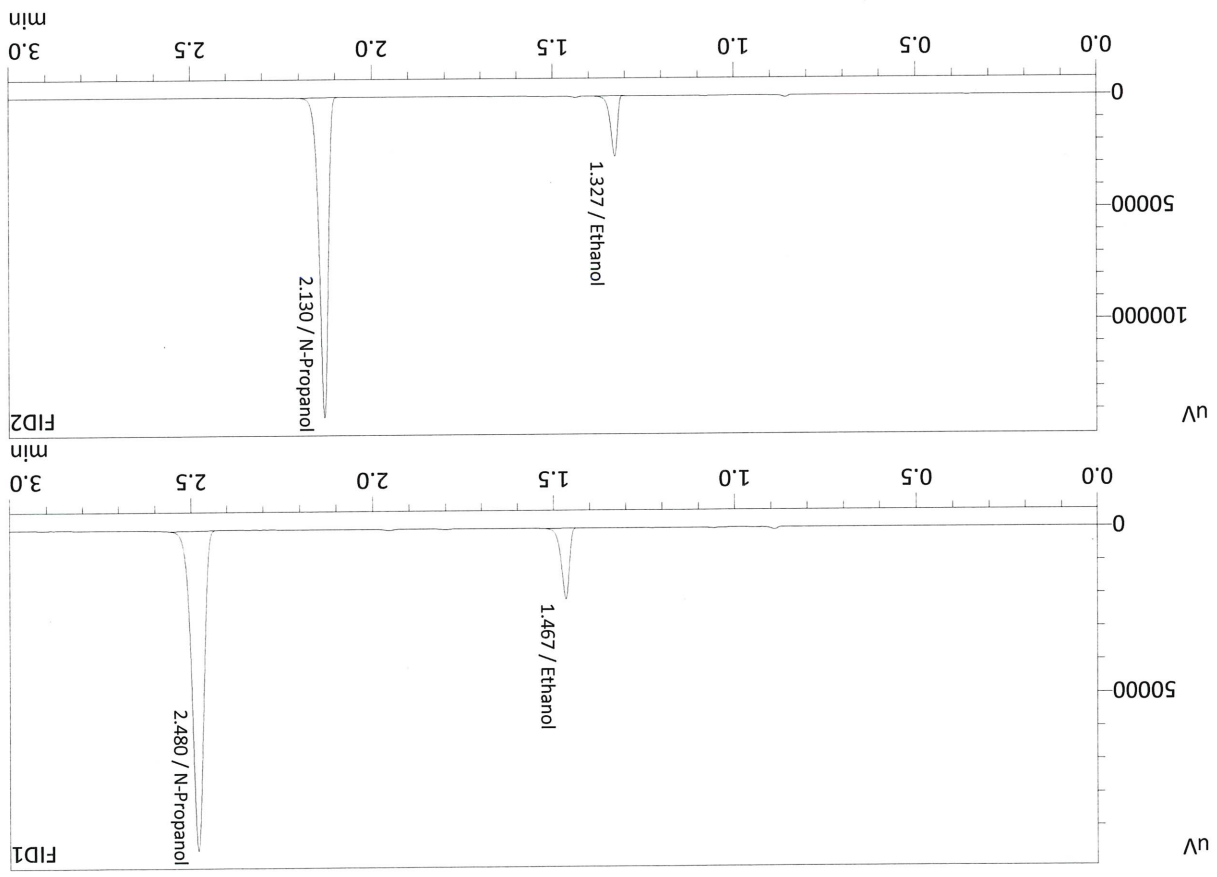 uV
FID1
2.480 / N-Propanol
1.467 / Ethanol
50000
0
0.0 0.5 1.0 1.5 2.0 2.5 3.0
min
uV
FID2
2.130 / N-Propanol
1.327 / Ethanol
100000
50000
0
0.0 0.5 1.0 1.5 2.0 2.5 3.0
min